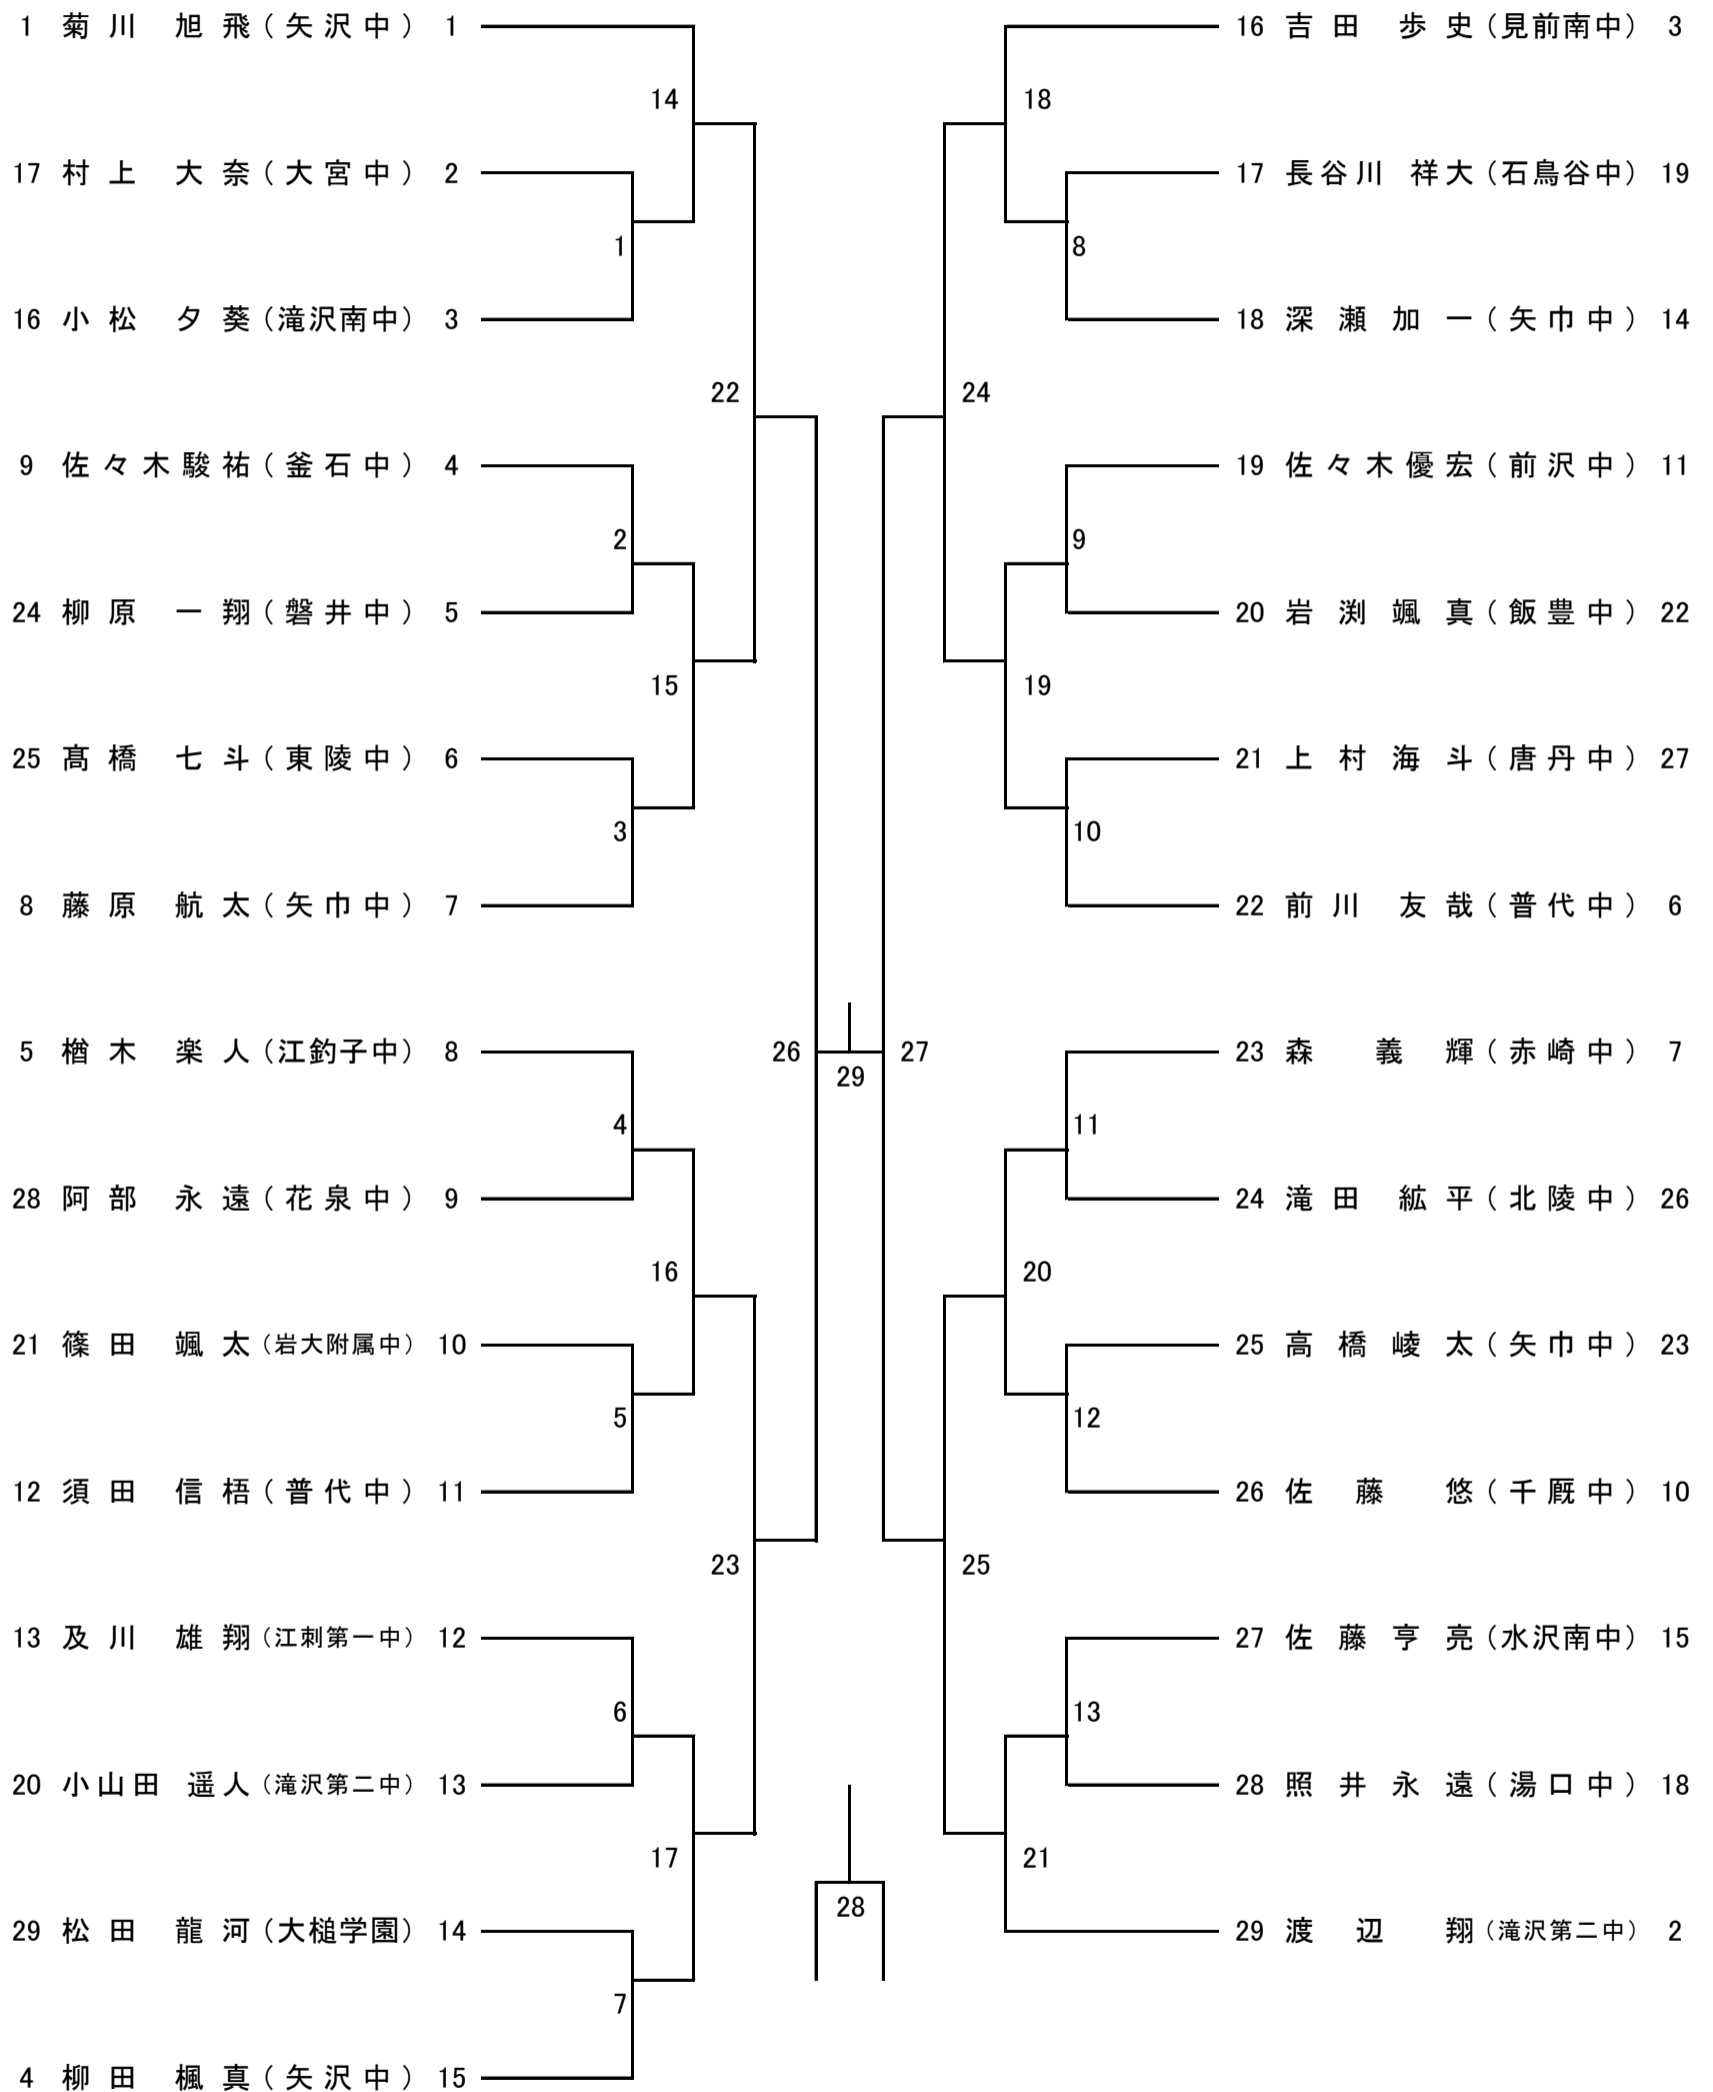 1 菊川 旭飛(矢沢中) 1
17 村上 大奈(大宮中) 2
16 小松 夕葵(滝沢南中) 3
9 佐々木駿祐(釜石中) 4
24 柳原 一翔(磐井中) 5
25 髙橋 七斗(東陵中) 6
8 藤原 航太(矢巾中) 7
5 楢木 楽人(江釣子中) 8
28 阿部 永遠(花泉中) 9
21 篠田 颯太(岩大附属中) 10
12 須田 信梧(普代中) 11
13 及川 雄翔(江刺第一中) 12
20 小山田 遥人(滝沢第二中) 13
29 松田 龍河(大槌学園) 14
4 柳田 楓真(矢沢中) 15
14
1
22
2
15
3
26
4
16
5
23
6
17
7
29
28
18
8
24
9
19
10
27
11
20
12
25
13
21
16 吉田 歩史(見前南中) 3
17 長谷川 祥大(石鳥谷中) 19
18 深瀬加一(矢巾中) 14
19 佐々木優宏(前沢中) 11
20 岩渕颯真(飯豊中) 22
21 上村海斗(唐丹中) 27
22 前川 友哉(普代中) 6
23 森 義輝(赤崎中) 7
24 滝田 紘平(北陵中) 26
25 高橋崚太(矢巾中) 23
26 佐藤 悠(千厩中) 10
27 佐藤亨亮(水沢南中) 15
28 照井永遠(湯口中) 18
29 渡辺 翔(滝沢第二中) 2